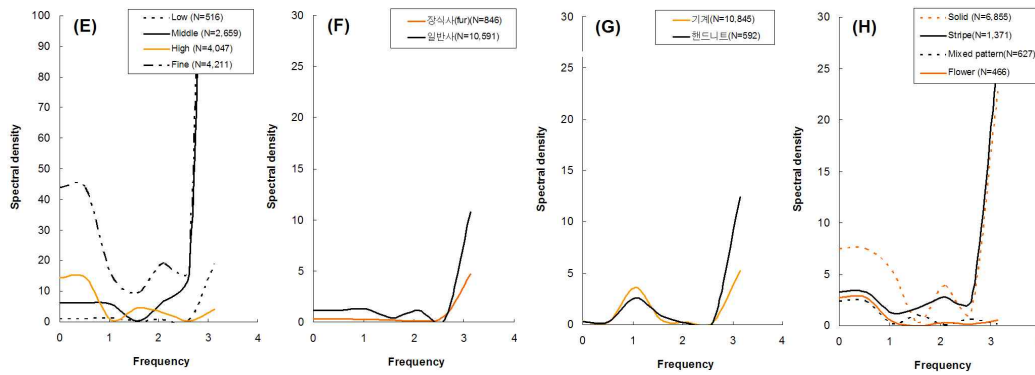 (E)
Low (N=516)
Middle (N=2,659)
High (N=4,047)
Fine (N=4,211)
Spectral density
100
90
80
70
60
50
40
30
20
10
0
0 1 2 3 4
Frequency
(F)
장식사(fur)(N=846)
일반사(N=10,591)
Spectral density
30
25
20
15
10
5
0
0 1 2 3 4
Frequency
(G)
기계(N=10,845)
핸드니트(N=592)
Spectral density
30
25
20
15
10
5
0
0 1 2 3 4
Frequency
(H)
Solid (N=6,855)
Stripe(N=1,371)
Mixed pattern(N=627)
Flower (N=466)
Spectral density
30
25
20
15
10
5
0
0 1 2 3
Frequency